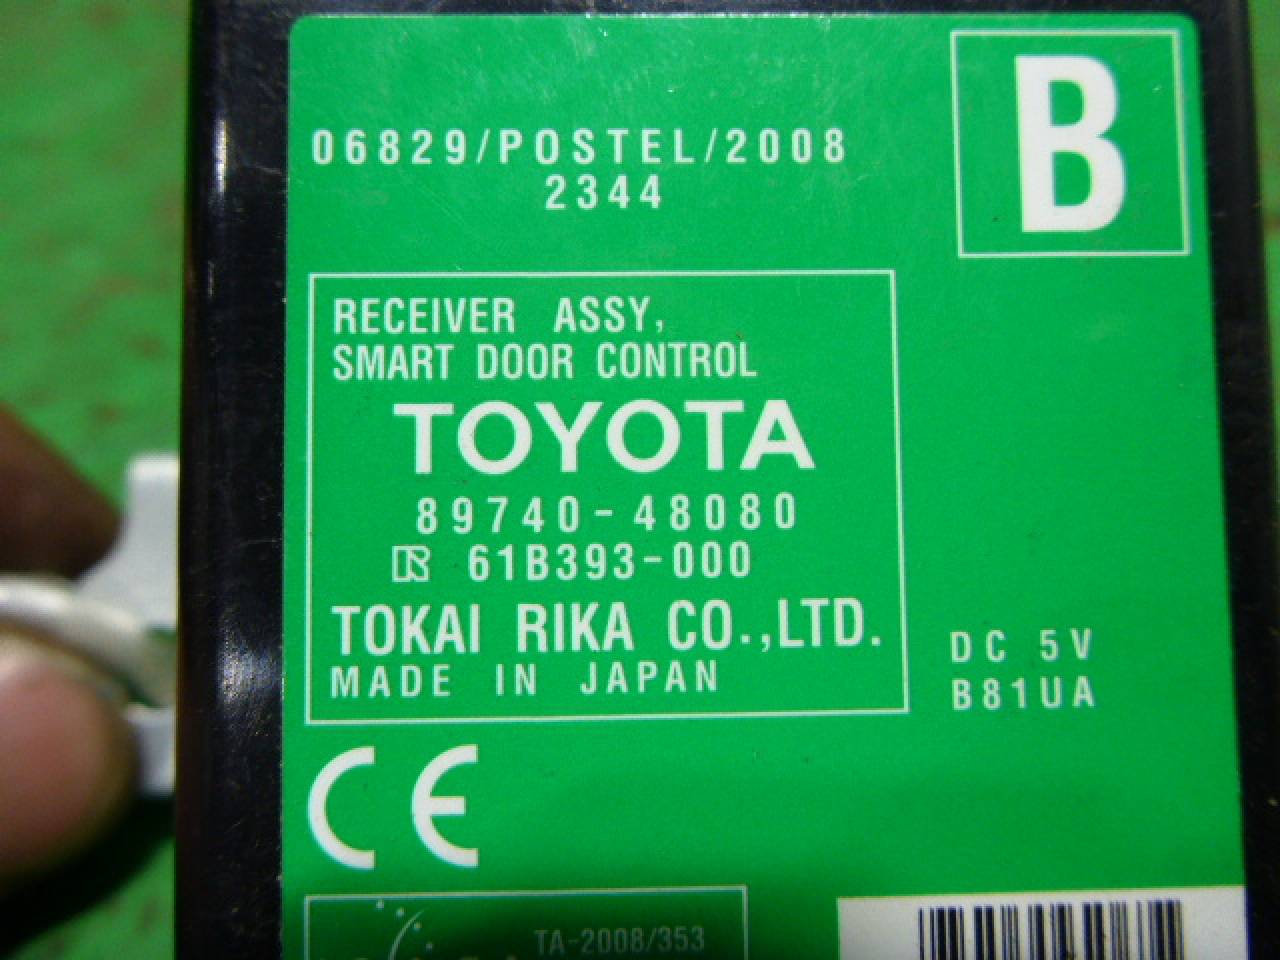 06829/POSTEL/2008
2344
B
RECEIVER ASSY,
SMART DOOR CONTROL
TOYOTA
89740-48080
61B393-000
TOKAI RIKA CO.,LTD.
MADE IN JAPAN
DC 5V
B81UA
CE
TA-2008/353